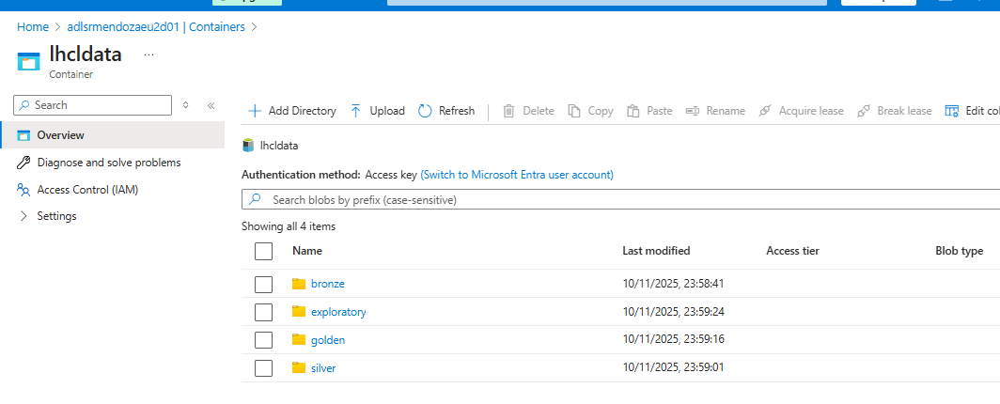 Home > adlsrmendozaeu2d01 | Containers >
lhcldata ...
Container
Search
Overview
Diagnose and solve problems
Access Control (IAM)
Settings
Add Directory Upload Refresh Delete Copy Paste Rename Acquire lease Break lease Edit col
lhcldata
Authentication method: Access key (Switch to Microsoft Entra user account)
Search blobs by prefix (case-sensitive)
Showing all 4 items
Name Last modified Access tier Blob type
bronze 10/11/2025, 23:58:41
exploratory 10/11/2025, 23:59:24
golden 10/11/2025, 23:59:16
silver 10/11/2025, 23:59:01